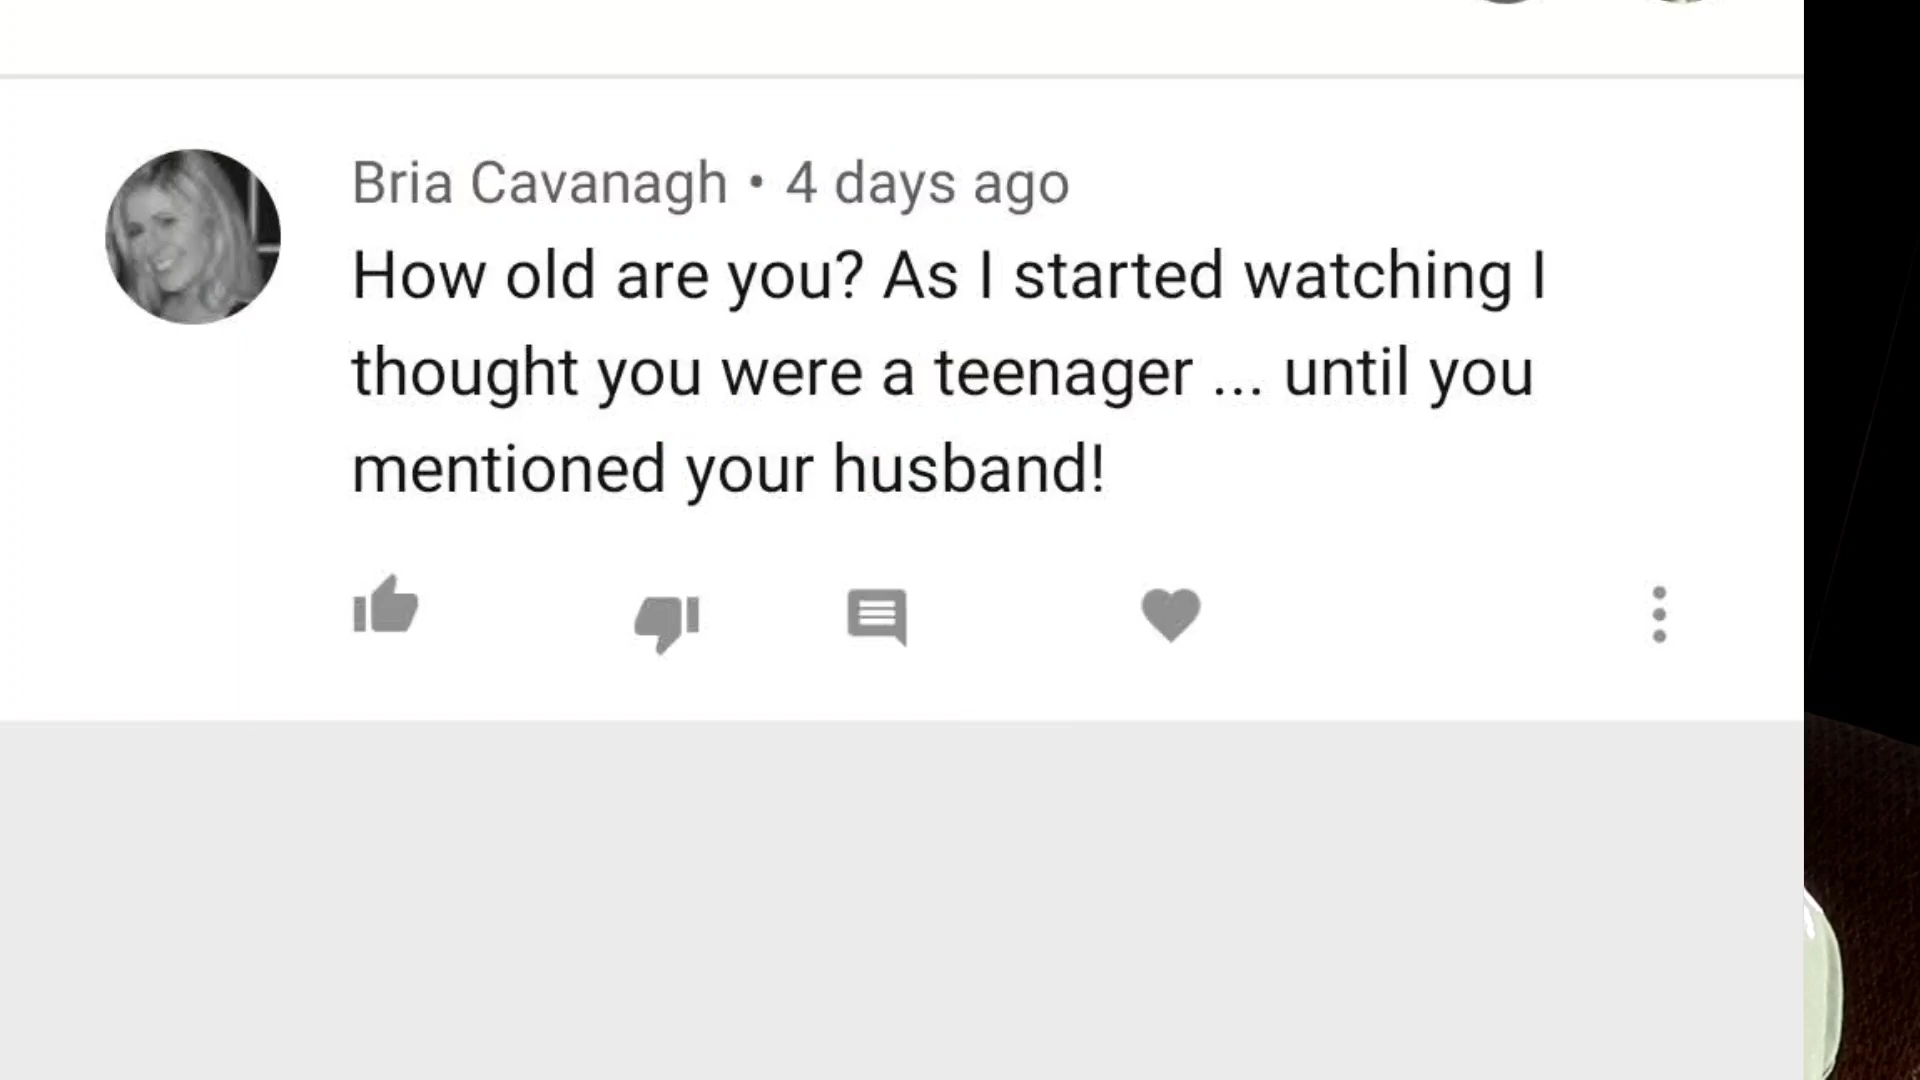 Bria Cavanagh • 4 days ago
How old are you? As I started watching I
thought you were a teenager ... until you
mentioned your husband!